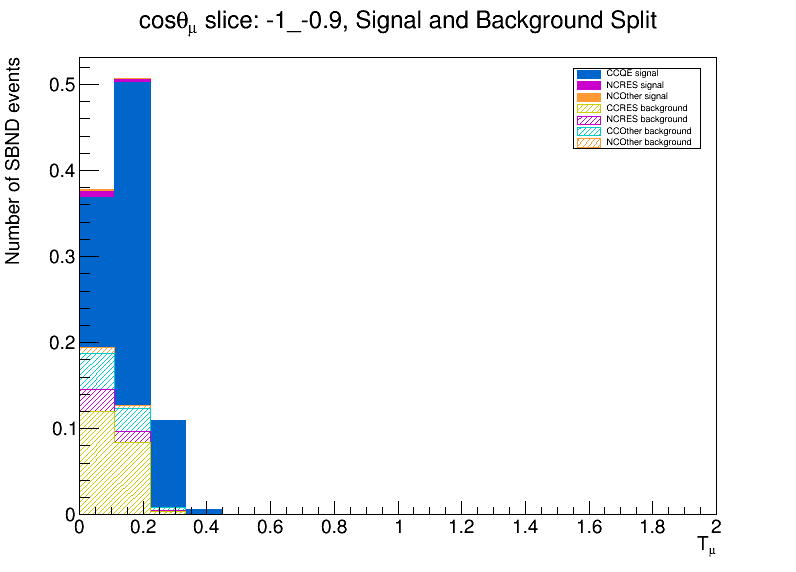 cosθμ slice: -1_-0.9, Signal and Background Split
Number of SBND events
CCQE signal
NCRES signal
NCOther signal
CCRES background
NCRES background
CCOther background
NCOther background
0.5
0.4
0.3
0.2
0.1
0
0 0.2 0.4 0.6 0.8 1 1.2 1.4 1.6 1.8 2
Tμ